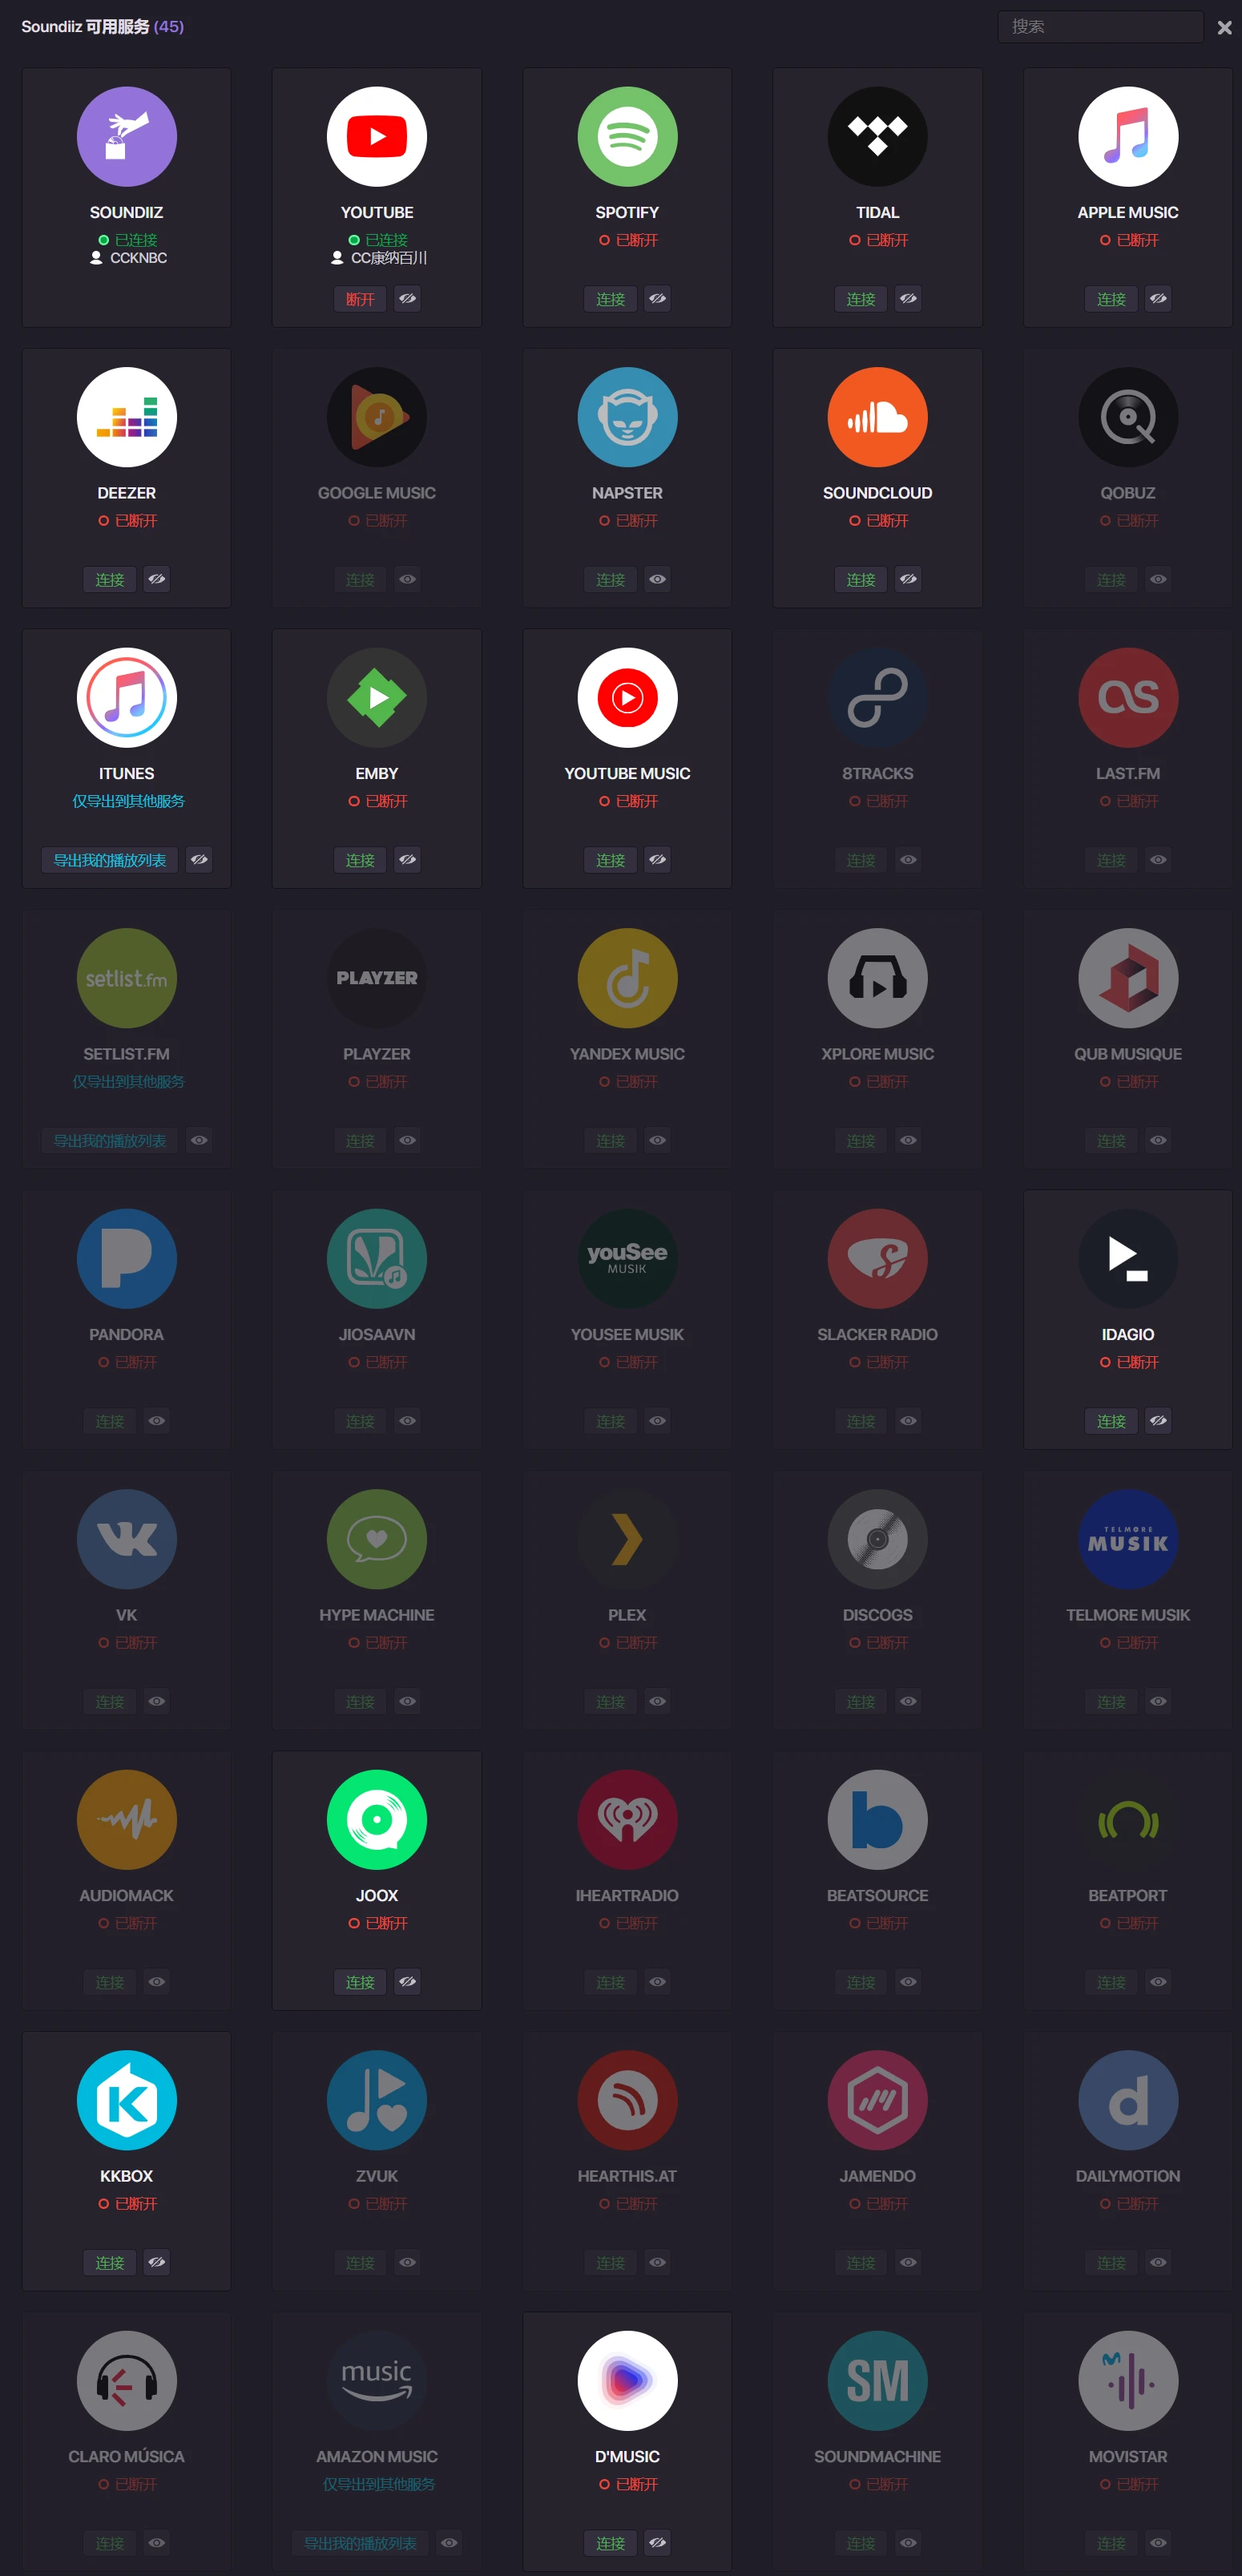 Soundiiz 可用服务 (45)
搜索
SOUNDIIZ
已连接
CCKNBC
YOUTUBE
已连接
CC康纳百川
断开
SPOTIFY
已断开
连接
TIDAL
已断开
连接
APPLE MUSIC
已断开
连接
DEEZER
已断开
连接
GOOGLE MUSIC
已断开
连接
NAPSTER
已断开
连接
SOUNDCLOUD
已断开
连接
QOBUZ
已断开
连接
ITUNES
仅导出到其他服务
导出我的播放列表
EMBY
已断开
连接
YOUTUBE MUSIC
已断开
连接
8TRACKS
已断开
连接
LAST.FM
已断开
连接
setlist.fm
SETLIST.FM
仅导出到其他服务
导出我的播放列表
PLAYZER
PLAYZER
已断开
连接
YANDEX MUSIC
已断开
连接
XPLORE MUSIC
已断开
连接
QUB MUSIQUE
已断开
连接
PANDORA
已断开
连接
JIOSAAVN
已断开
连接
youSee
MUSIK
YOUSEE MUSIK
已断开
连接
SLACKER RADIO
已断开
连接
IDAGIO
已断开
连接
VK
已断开
连接
HYPE MACHINE
已断开
连接
PLEX
已断开
连接
DISCOGS
已断开
连接
TELMORE
MUSIK
TELMORE MUSIK
已断开
连接
AUDIOMACK
已断开
连接
JOOX
已断开
连接
IHEARTRADIO
已断开
连接
BEATSOURCE
已断开
连接
BEATPORT
已断开
连接
KKBOX
已断开
连接
ZVUK
已断开
连接
HEARTHIS.AT
已断开
连接
JAMENDO
已断开
连接
DAILYMOTION
已断开
连接
CLARO MÚSICA
已断开
连接
music
AMAZON MUSIC
仅导出到其他服务
导出我的播放列表
D'MUSIC
已断开
连接
SM
SOUNDMACHINE
已断开
连接
MOVISTAR
已断开
连接